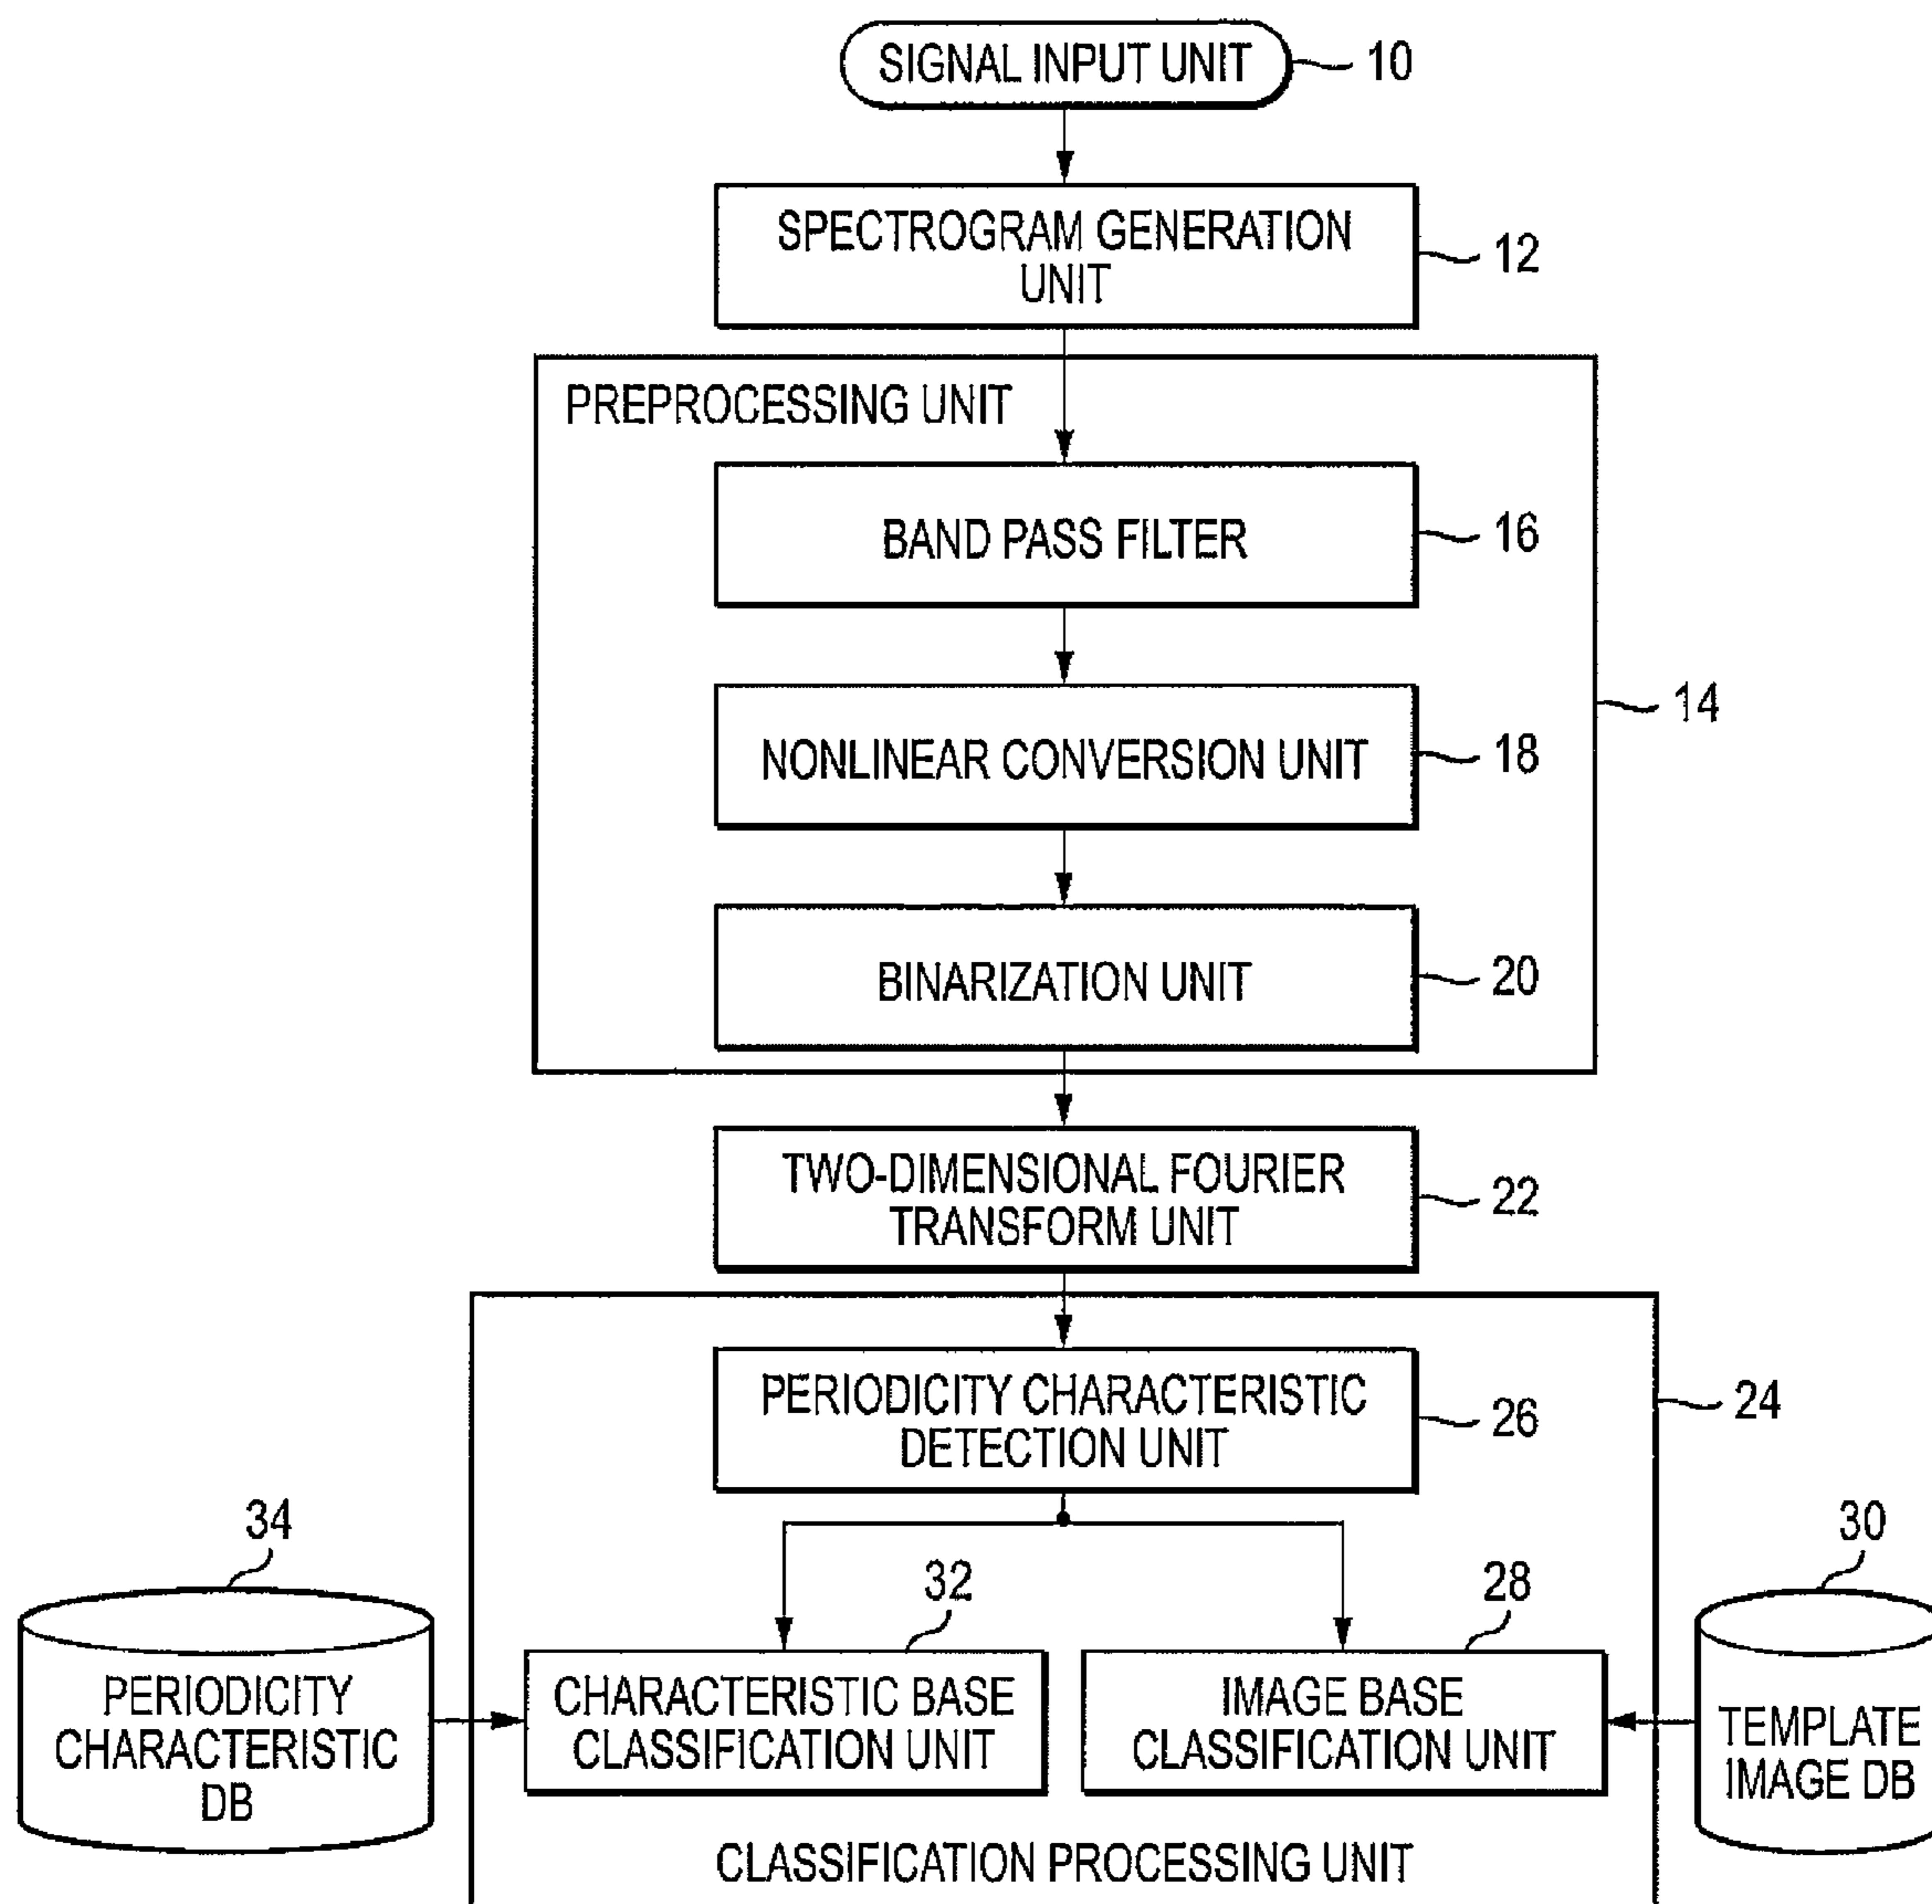 SIGNAL INPUT UNIT
10
SPECTROGRAM GENERATION
UNIT
12
PREPROCESSING UNIT
BAND PASS FILTER
16
14
NONLINEAR CONVERSION UNIT
18
BINARIZATION UNIT
20
TWO-DIMENSIONAL FOURIER
TRANSFORM UNIT
22
PERIODICITY CHARACTERISTIC
DETECTION UNIT
26
24
34
PERIODICITY
CHARACTERISTIC
DB
32
CHARACTERISTIC BASE
CLASSIFICATION UNIT
28
IMAGE BASE
CLASSIFICATION UNIT
30
TEMPLATE
IMAGE DB
CLASSIFICATION PROCESSING UNIT